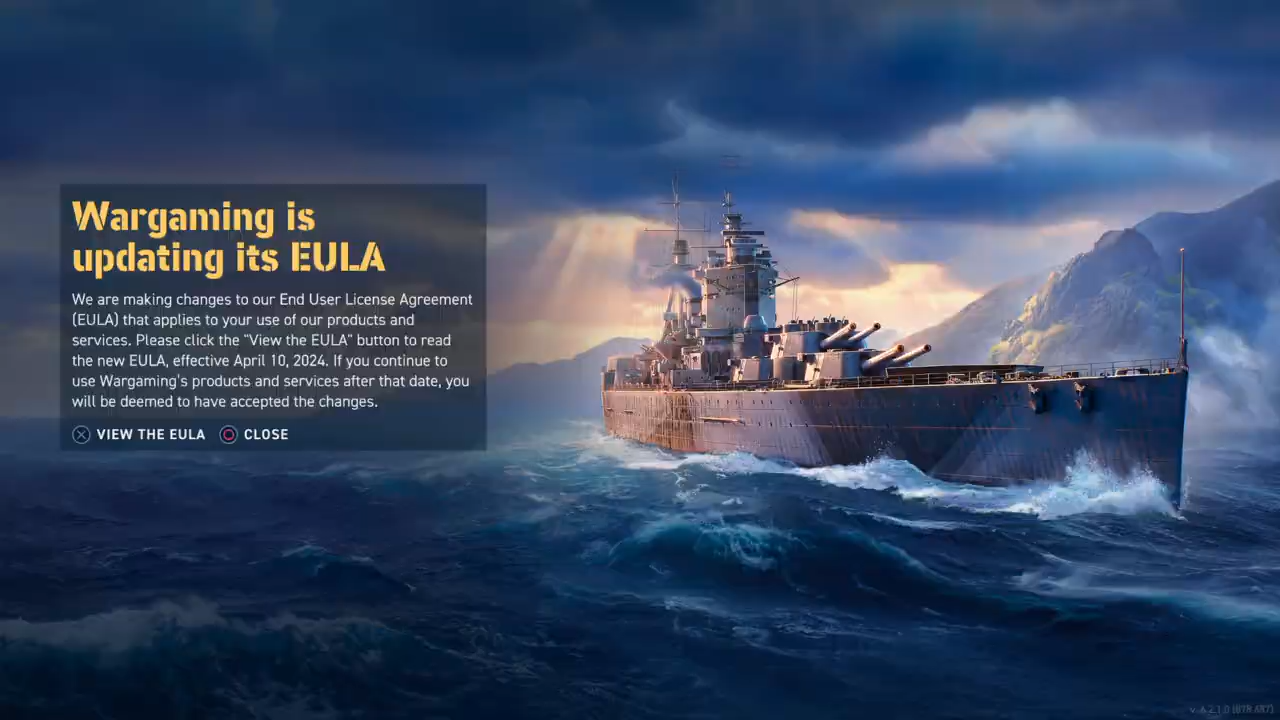 Wargaming is
updating its EULA
We are making changes to our End User License Agreement
(EULA) that applies to your use of our products and
services. Please click the "View the EULA" button to read
the new EULA, effective April 10, 2024. If you continue to
use Wargaming's products and services after that date, you
will be deemed to have accepted the changes.
VIEW THE EULA CLOSE